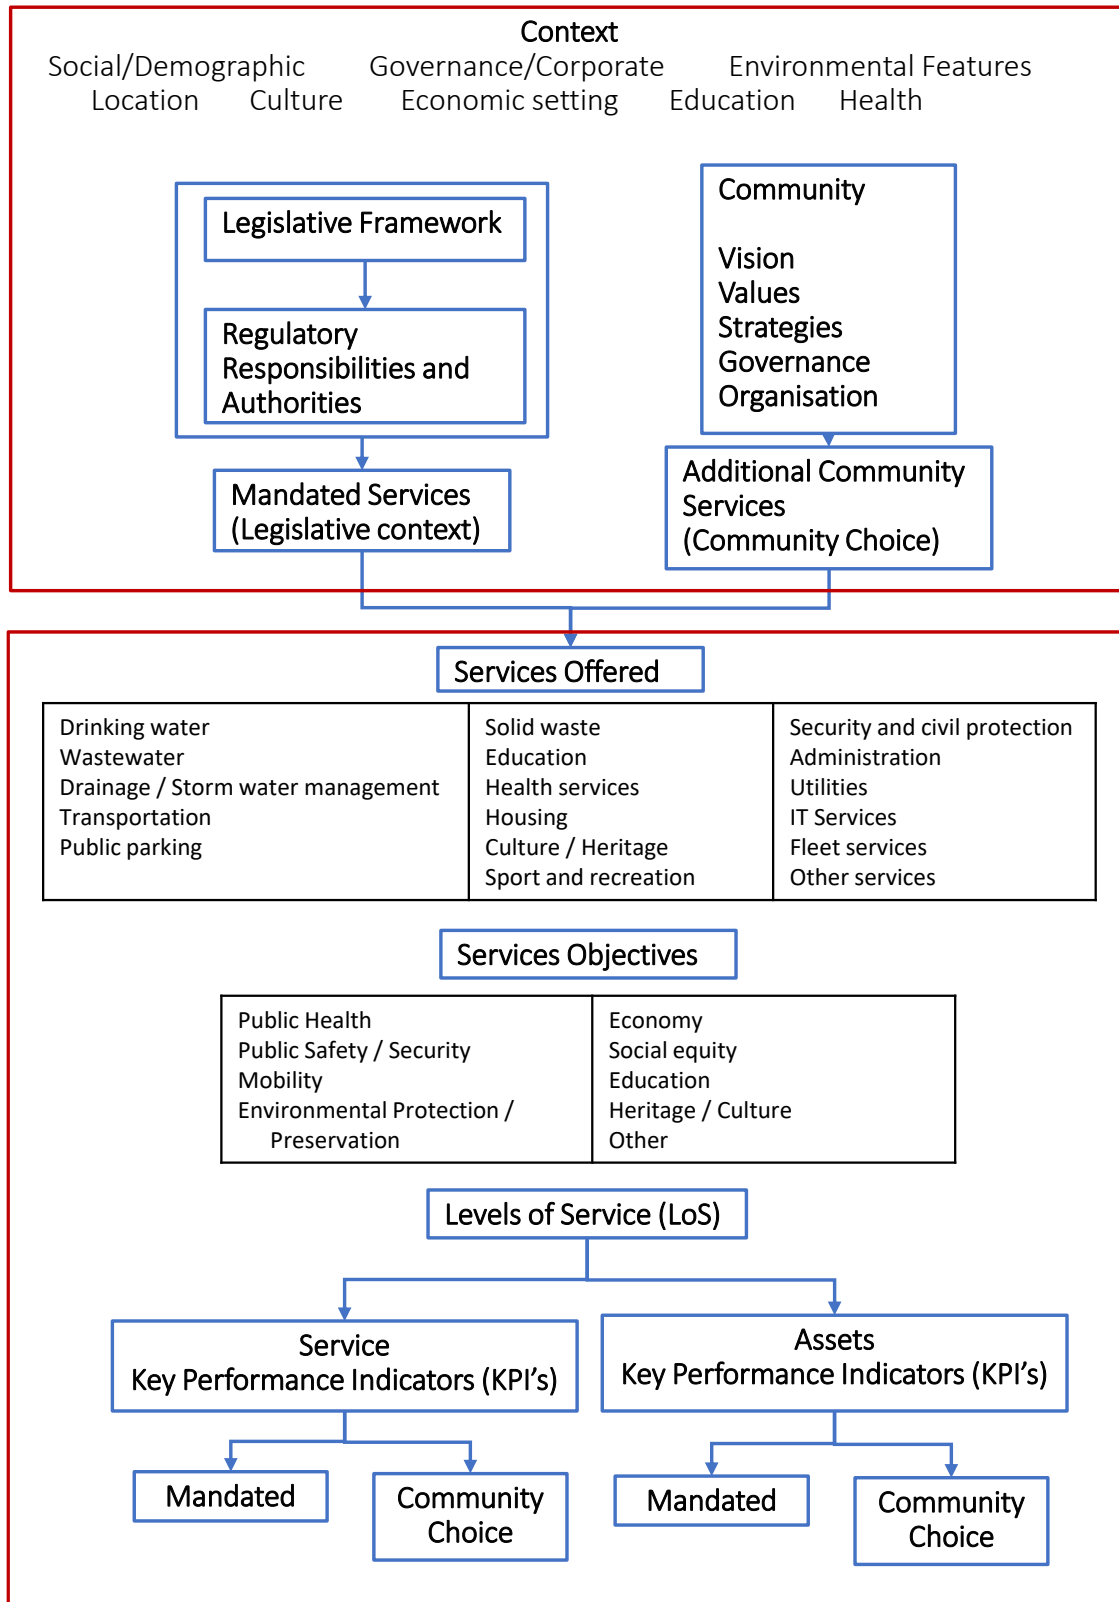 Context
Social/Demographic Governance/Corporate Environmental Features
Location Culture Economic setting Education Health
Legislative Framework
Regulatory
Responsibilities and
Authorities
Mandated Services
(Legislative context)
Community
Vision
Values
Strategies
Governance
Organisation
Additional Community
Services
(Community Choice)
Services Offered
Drinking water
Wastewater
Drainage / Storm water management
Transportation
Public parking
Solid waste
Education
Health services
Housing
Culture / Heritage
Sport and recreation
Security and civil protection
Administration
Utilities
IT Services
Fleet services
Other services
Services Objectives
Public Health
Public Safety / Security
Mobility
Environmental Protection /
Preservation
Economy
Social equity
Education
Heritage / Culture
Other
Levels of Service (LoS)
Service
Key Performance Indicators (KPI's)
Assets
Key Performance Indicators (KPI's)
Mandated
Community
Choice
Mandated
Community
Choice